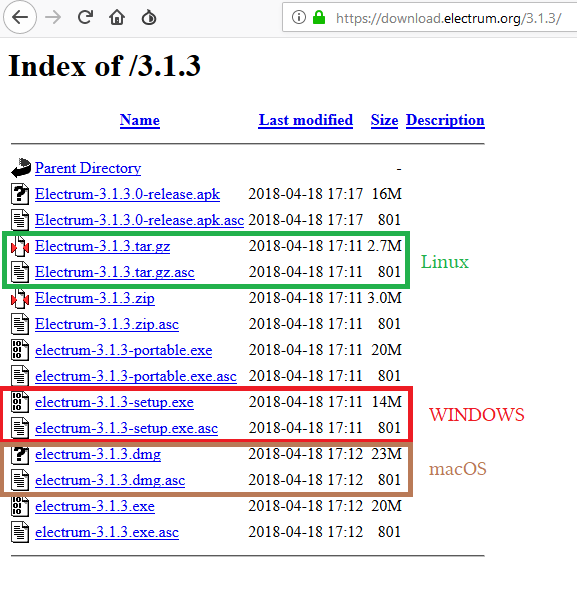 https://download.electrum.org/3.1.3/
Index of /3.1.3
Name Last modified Size Description
Parent Directory -
Electrum-3.1.3.0-release.apk 2018-04-18 17:17 16M
Electrum-3.1.3.0-release.apk.asc 2018-04-18 17:17 801
Electrum-3.1.3.tar.gz 2018-04-18 17:11 2.7M
Linux
Electrum-3.1.3.tar.gz.asc 2018-04-18 17:11 801
Electrum-3.1.3.zip 2018-04-18 17:11 3.0M
Electrum-3.1.3.zip.asc 2018-04-18 17:11 801
electrum-3.1.3-portable.exe 2018-04-18 17:11 20M
electrum-3.1.3-portable.exe.asc 2018-04-18 17:11 801
electrum-3.1.3-setup.exe 2018-04-18 17:11 14M
WINDOWS
electrum-3.1.3-setup.exe.asc 2018-04-18 17:11 801
electrum-3.1.3.dmg 2018-04-18 17:12 23M
macOS
electrum-3.1.3.dmg.asc 2018-04-18 17:12 801
electrum-3.1.3.exe 2018-04-18 17:12 20M
electrum-3.1.3.exe.asc 2018-04-18 17:12 801